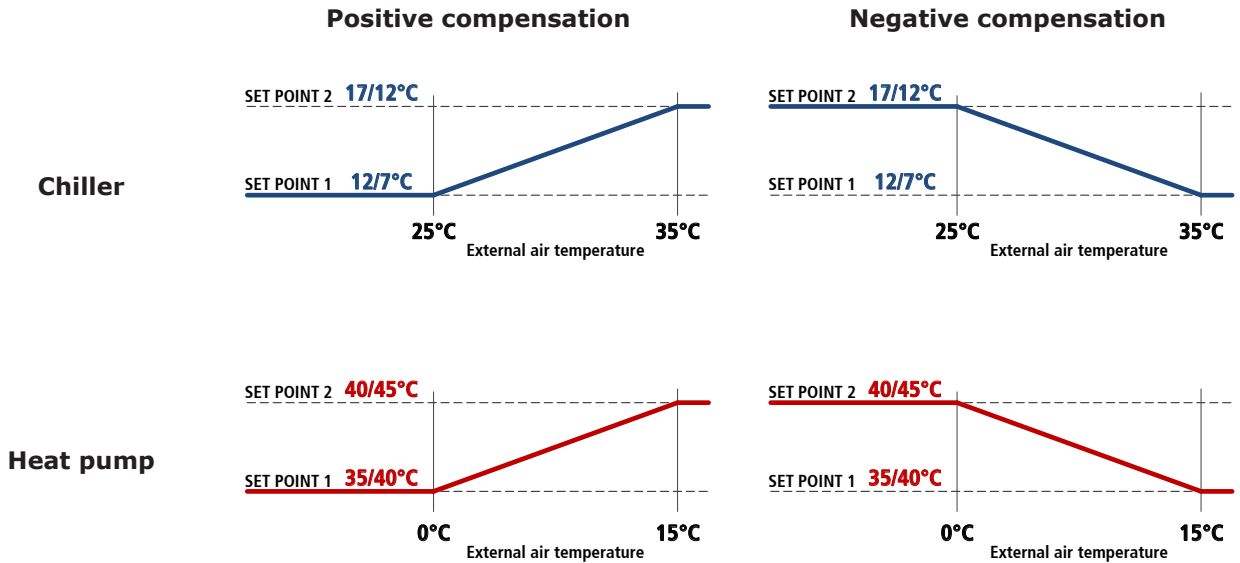 Positive compensation
Negative compensation
Chiller
SET POINT 2 17/12°C
SET POINT 1 12/7°C
25°C
35°C
External air temperature
SET POINT 2 17/12°C
SET POINT 1 12/7°C
25°C
35°C
External air temperature
Heat pump
SET POINT 2 40/45°C
SET POINT 1 35/40°C
0°C
15°C
External air temperature
SET POINT 2 40/45°C
SET POINT 1 35/40°C
0°C
15°C
External air temperature